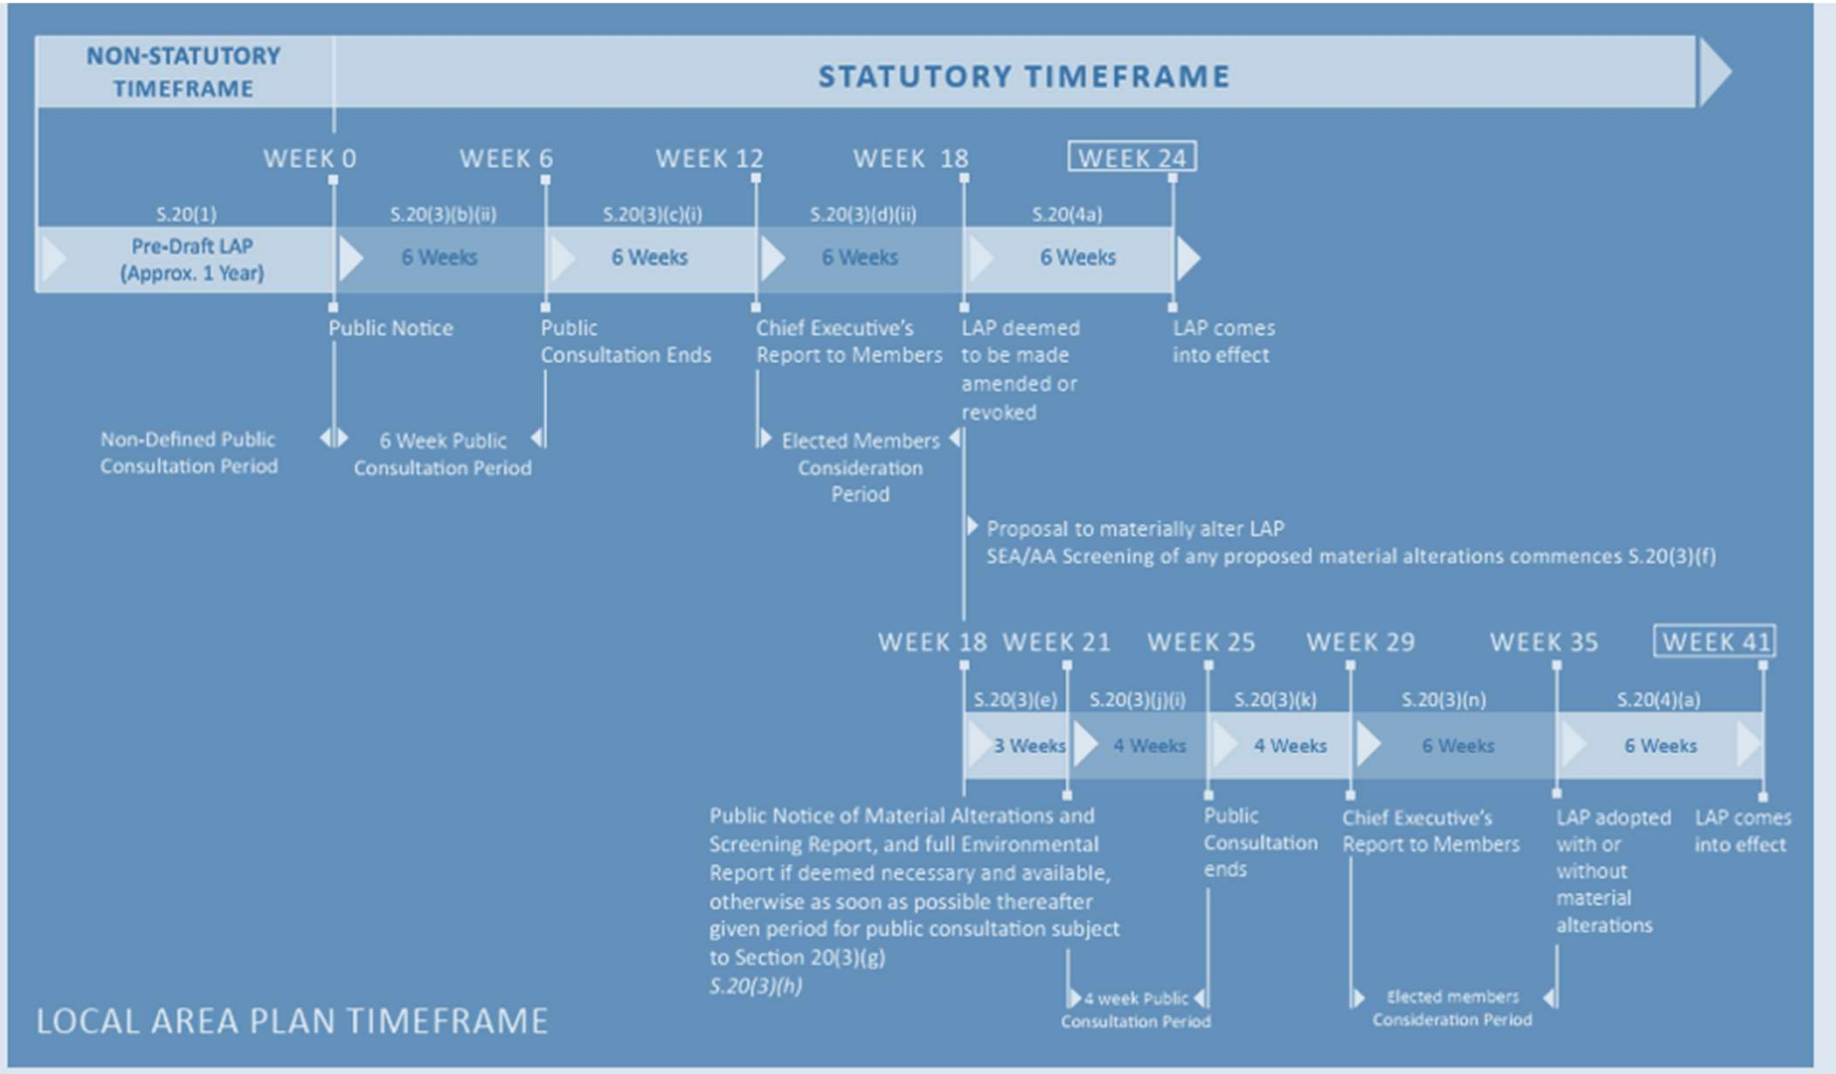 NON-STATUTORY
TIMEFRAME
STATUTORY TIMEFRAME
WEEK 0
WEEK 6
WEEK 12
WEEK 18
WEEK 24
S.20(1)
S.20(3)(b)(ii)
S.20(3)(c)(i)
S.20(3)(d)(ii)
S.20(4a)
Pre-Draft LAP
(Approx. 1 Year)
6 Weeks
6 Weeks
6 Weeks
6 Weeks
Public Notice
Public
Consultation Ends
Chief Executive's
Report to Members
LAP deemed
to be made
amended or
revoked
LAP comes
into effect
Non-Defined Public
Consultation Period
6 Week Public
Consultation Period
Elected Members
Consideration
Period
Proposal to materially alter LAP
SEA/AA Screening of any proposed material alterations commences S.20(3)(f)
WEEK 18
WEEK 21
WEEK 25
WEEK 29
WEEK 35
WEEK 41
S.20(3)(e)
S.20(3)(j)(i)
S.20(3)(k)
S.20(3)(n)
S.20(4)(a)
3 Weeks
4 Weeks
4 Weeks
6 Weeks
6 Weeks
Public Notice of Material Alterations and
Screening Report, and full Environmental
Report if deemed necessary and available,
otherwise as soon as possible thereafter
given period for public consultation subject
to Section 20(3)(g)
S.20(3)(h)
Public
Consultation
ends
Chief Executive's
Report to Members
LAP adopted
with or
without
material
alterations
LAP comes
into effect
4 week Public
Consultation Period
Elected members
Consideration Period
LOCAL AREA PLAN TIMEFRAME